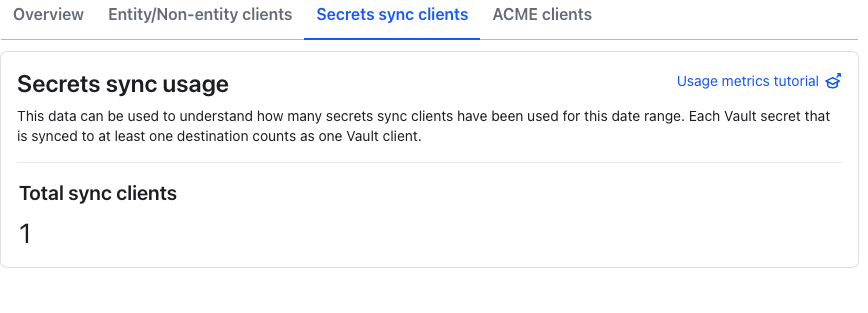 Overview Entity/Non-entity clients Secrets sync clients ACME clients
Secrets sync usage Usage metrics tutorial
This data can be used to understand how many secrets sync clients have been used for this date range. Each Vault secret that
is synced to at least one destination counts as one Vault client.
Total sync clients
1